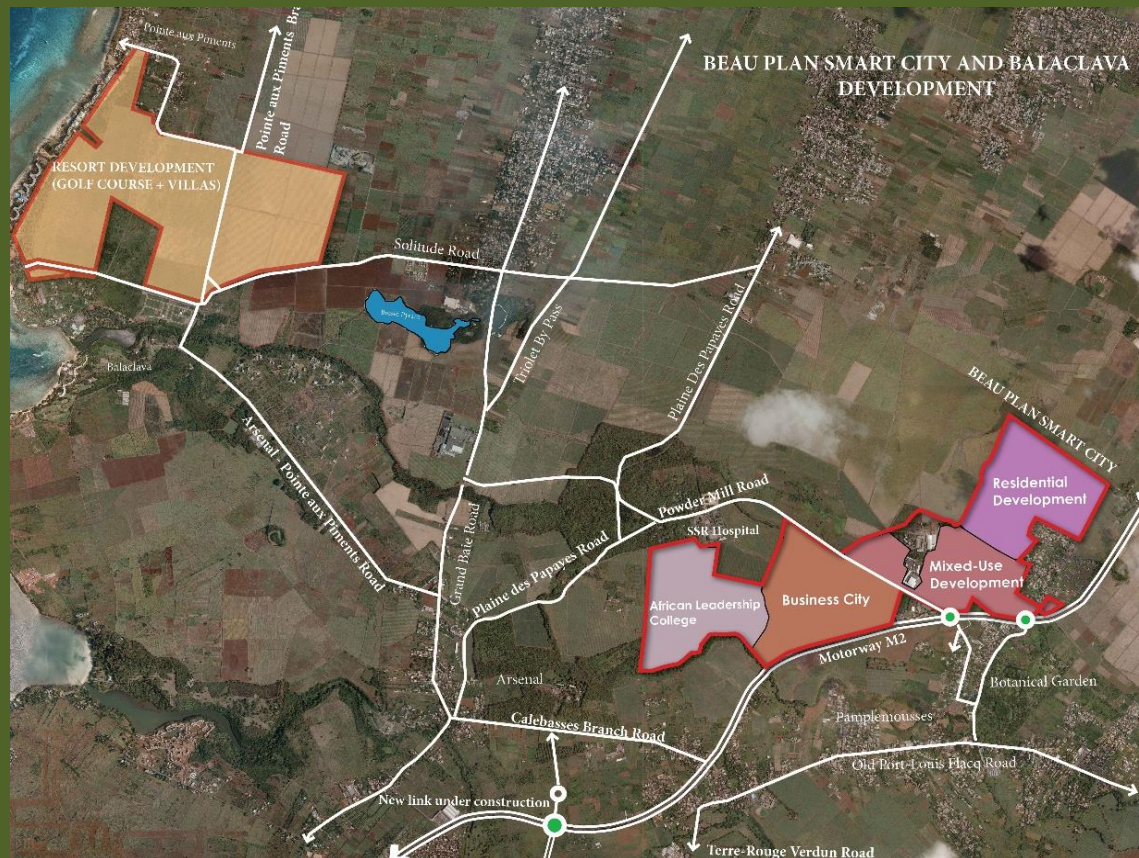 BEAU PLAN SMART CITY AND BALACLAVA
DEVELOPMENT
Pointe aux Piments
Pointe aux Piments Bra
Road
RESORT DEVELOPMENT
(GOLF COURSE + VILLAS)
Solitude Road
Triolet By Pass
Plaine Des Papayes Road
Balaclava
Arsenal - Pointe aux Piments Road
Grand Baie Road
BEAU PLAN SMART CITY
Residential
Development
Powder Mill Road
SSR Hospital
Plaine des Papayes Road
Mixed-Use
Development
African Leadership
College
Business City
Motorway M2
Arsenal
Botanical Garden
Calebasses Branch Road
Pamplemousses
Old Port-Louis Flacq Road
New link under construction
Terre-Rouge Verdun Road